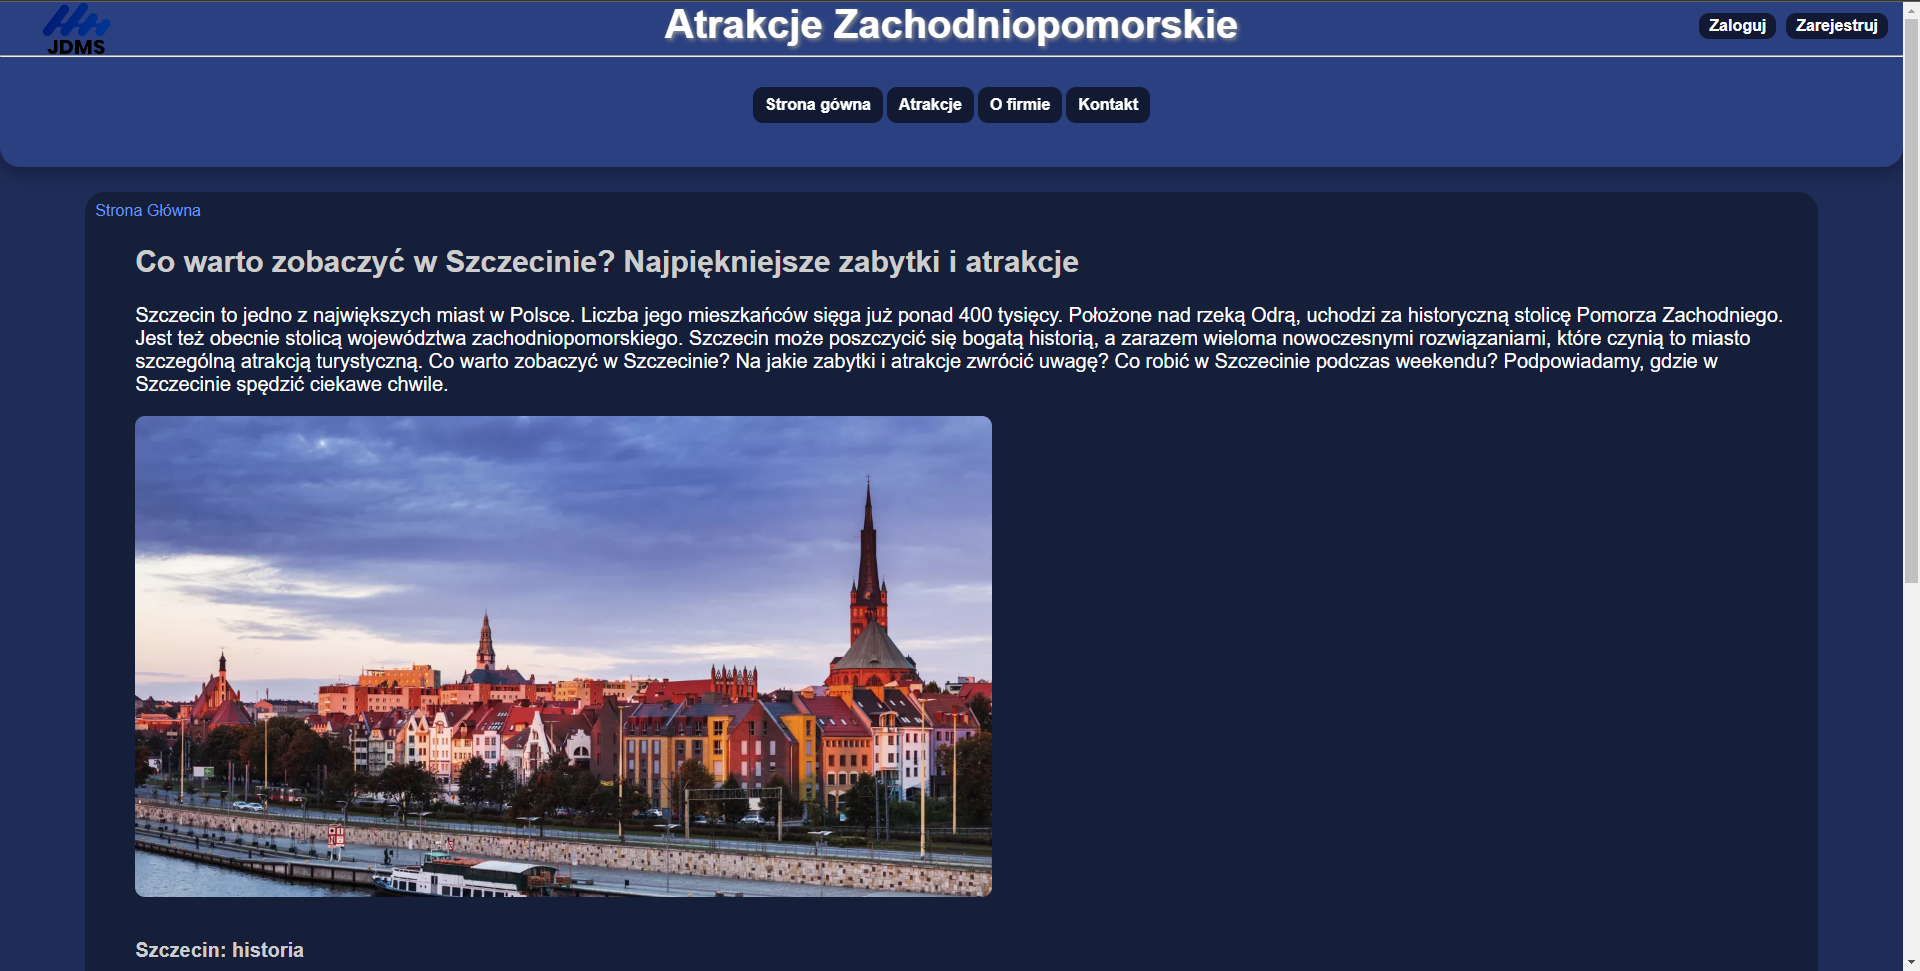 JDMS
Atrakcje Zachodniopomorskie
Zaloguj
Zarejestruj
Strona gówna
Atrakcje
O firmie
Kontakt
Strona Główna
Co warto zobaczyć w Szczecinie? Najpiękniejsze zabytki i atrakcje
Szczecin to jedno z największych miast w Polsce. Liczba jego mieszkańców sięga już ponad 400 tysięcy. Położone nad rzeką Odrą, uchodzi za historyczną stolicę Pomorza Zachodniego.
Jest też obecnie stolicą województwa zachodniopomorskiego. Szczecin może poszczycić się bogatą historią, a zarazem wieloma nowoczesnymi rozwiązaniami, które czynią to miasto
szczególną atrakcją turystyczną. Co warto zobaczyć w Szczecinie? Na jakie zabytki i atrakcje zwrócić uwagę? Co robić w Szczecinie podczas weekendu? Podpowiadamy, gdzie w
Szczecinie spędzić ciekawe chwile.
Szczecin: historia